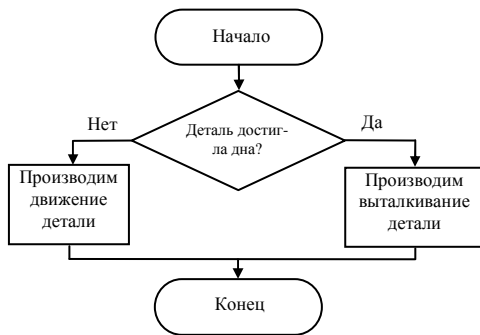 Начало
Деталь достиг-
ла дна?
Нет
Да
Производим
движение
детали
Производим
выталкивание
детали
Конец